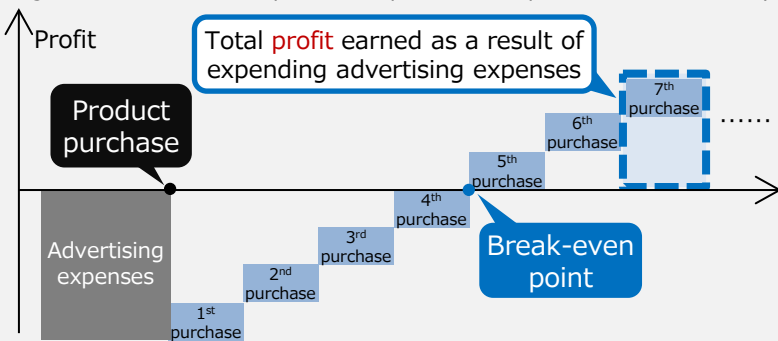 Profit
Total profit earned as a result of
expending advertising expenses
Product
purchase
7th
purchase
6th
purchase
......
5th
purchase
4th
purchase
Advertising
expenses
3rd
purchase
Break-even
point
2nd
purchase
1st
purchase